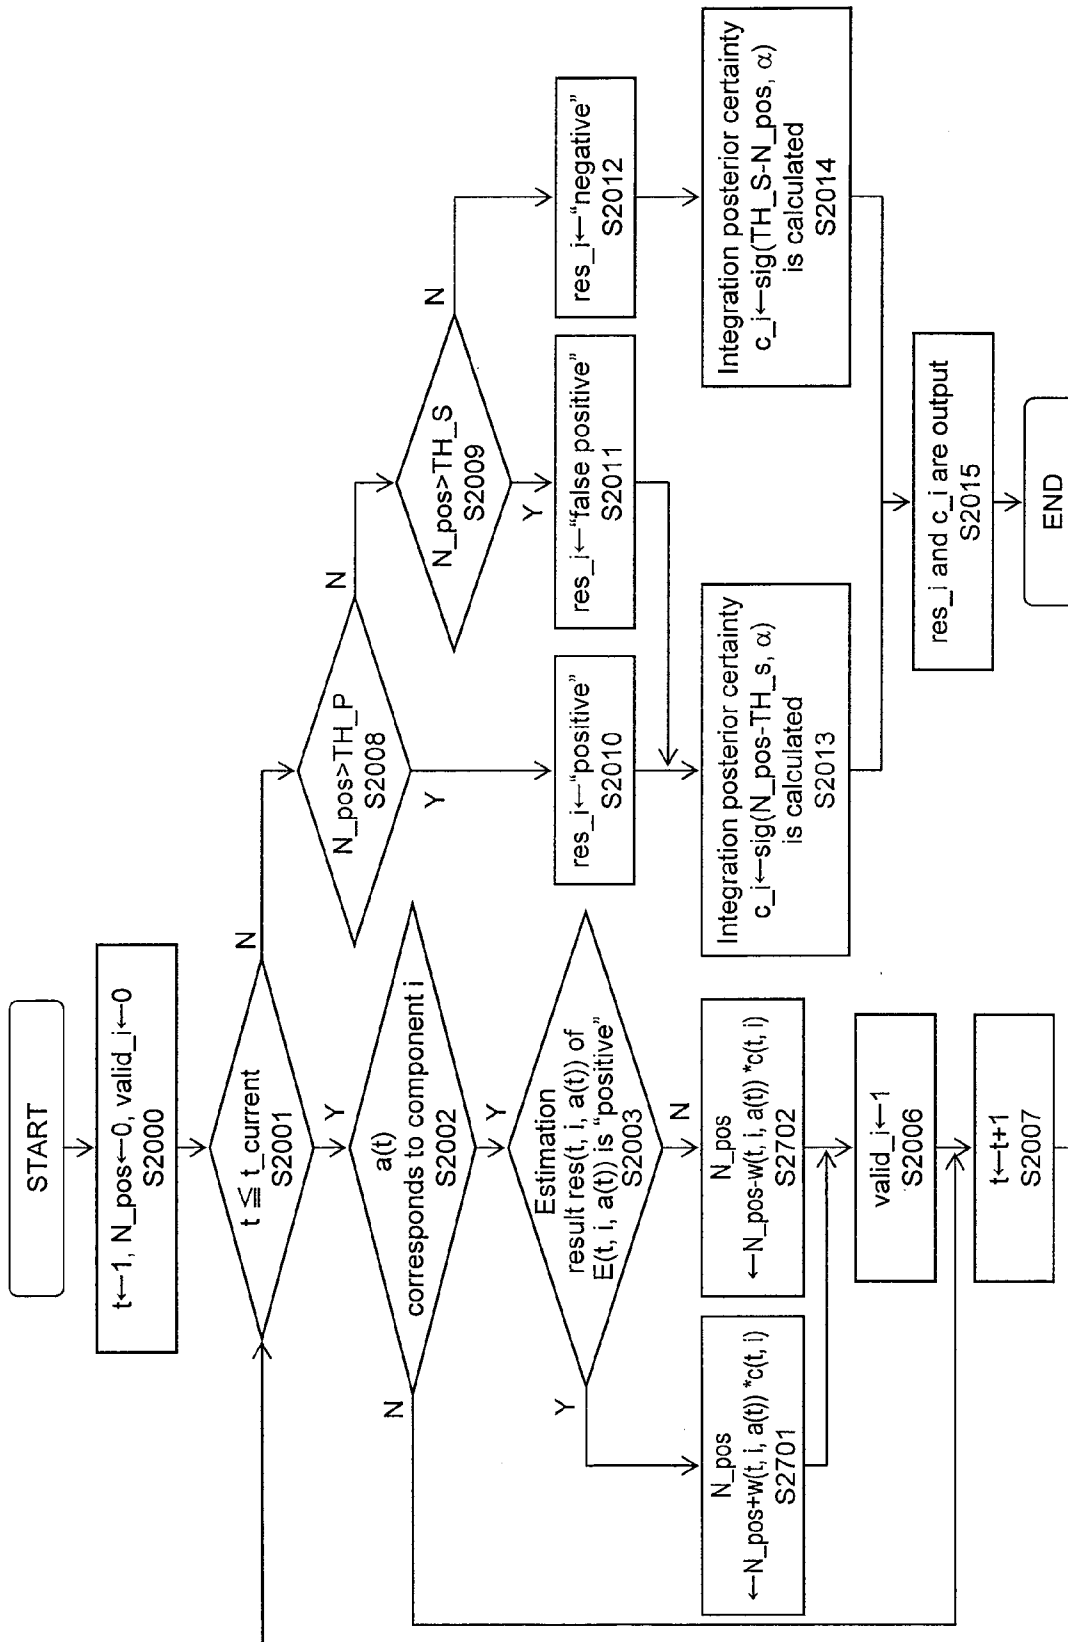 START
t←1, N_pos←0, valid_i←0
S2000
t ≦ t_current
S2001
N
Y
a(t)
corresponds to component i
S2002
N
Y
Estimation
result res(t, i, a(t)) of
E(t, i, a(t)) is “positive”
S2003
Y
N
N_pos
←N_pos+w(t, i, a(t)) *c(t, i)
S2701
N_pos
←N_pos-w(t, i, a(t)) *c(t, i)
S2702
valid_i←1
S2006
t←t+1
S2007
N_pos>TH_P
S2008
N
Y
N_pos>TH_S
S2009
N
Y
res_i←“positive”
S2010
res_i←“false positive”
S2011
res_i←“negative”
S2012
Integration posterior certainty
c_i←sig(N_pos-TH_s, α)
is calculated
S2013
Integration posterior certainty
c_i←sig(TH_S-N_pos, α)
is calculated
S2014
res_i and c_i are output
S2015
END